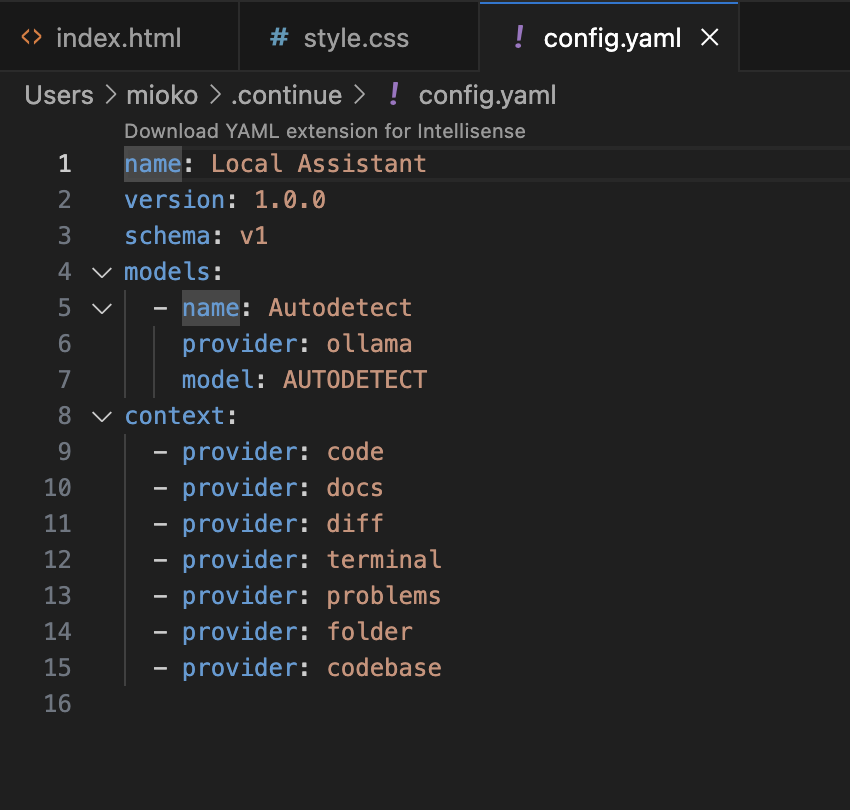 <> index.html # style.css ! config.yaml ×
Users > mioko > .continue > ! config.yaml
Download YAML extension for Intellisense
1 name: Local Assistant
2 version: 1.0.0
3 schema: v1
4 models:
5   - name: Autodetect
6     provider: ollama
7     model: AUTODETECT
8 context:
9   - provider: code
10   - provider: docs
11   - provider: diff
12   - provider: terminal
13   - provider: problems
14   - provider: folder
15   - provider: codebase
16